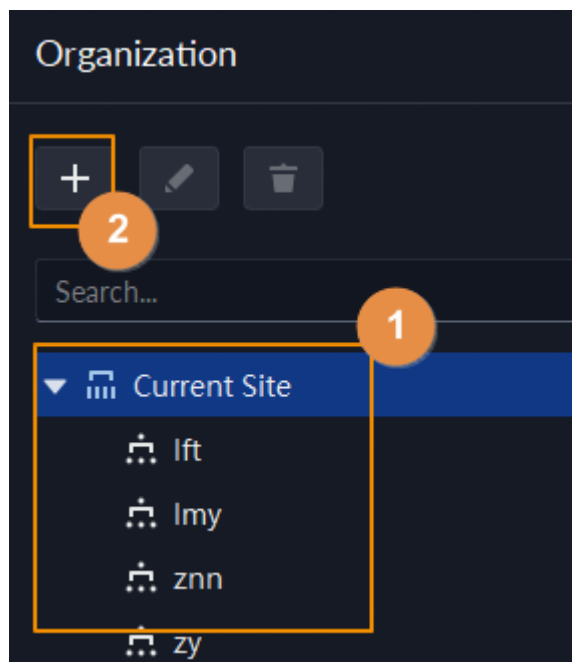 Organization
+
2
Search...
1
Current Site
lft
lmy
znn
zy